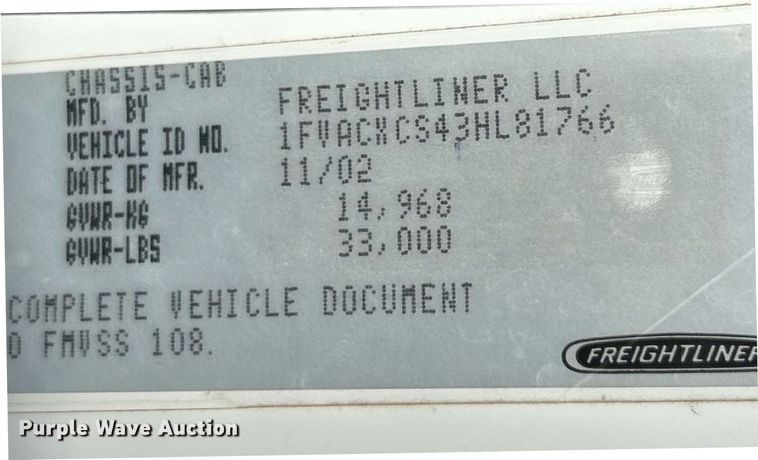 CHASSIS-CAB
MFD. BY FREIGHTLINER LLC
VEHICLE ID NO. 1FVACXCS43HL81766
DATE OF MFR. 11/02
GVWR-KG 14,968
GVWR-LBS 33,000
COMPLETE VEHICLE DOCUMENT
O FMVSS 108.
FREIGHTLINER
Purple Wave Auction